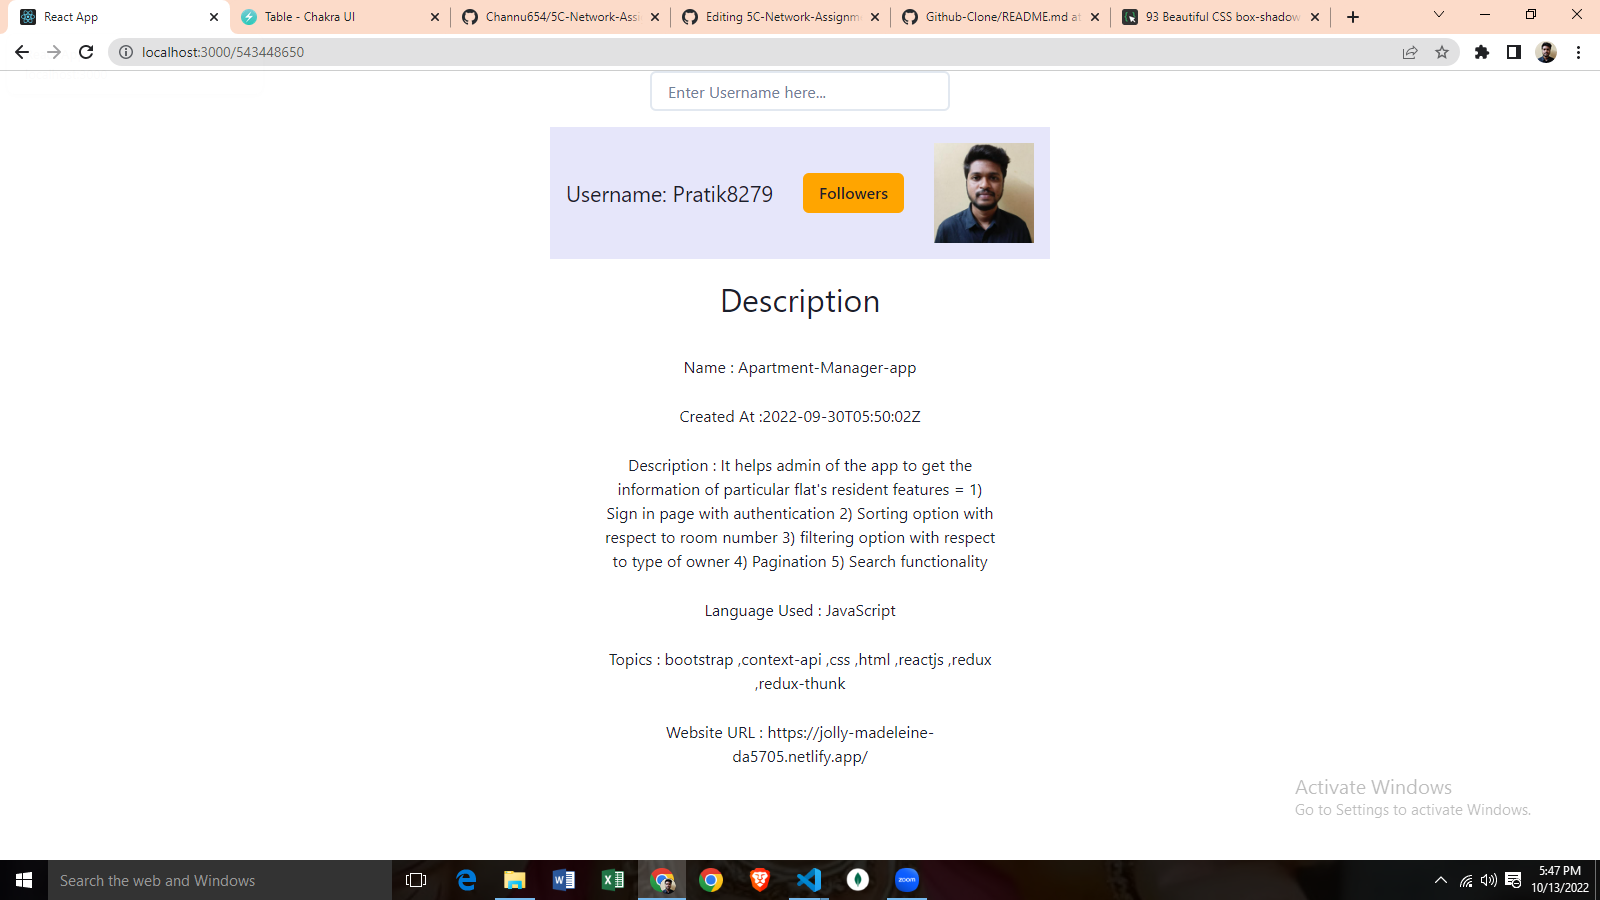 React App
Table - Chakra UI
Channu654/5C-Network-Assi
Editing 5C-Network-Assignm
Github-Clone/README.md at
93 Beautiful CSS box-shadow
localhost:3000/543448650
Enter Username here...
Username: Pratik8279
Followers
Description
Name : Apartment-Manager-app
Created At :2022-09-30T05:50:02Z
Description : It helps admin of the app to get the
information of particular flat's resident features = 1)
Sign in page with authentication 2) Sorting option with
respect to room number 3) filtering option with respect
to type of owner 4) Pagination 5) Search functionality
Language Used : JavaScript
Topics : bootstrap ,context-api ,css ,html ,reactjs ,redux
,redux-thunk
Website URL : https://jolly-madeleine-
da5705.netlify.app/
Activate Windows
Go to Settings to activate Windows.
Search the web and Windows
zoom
5:47 PM
10/13/2022